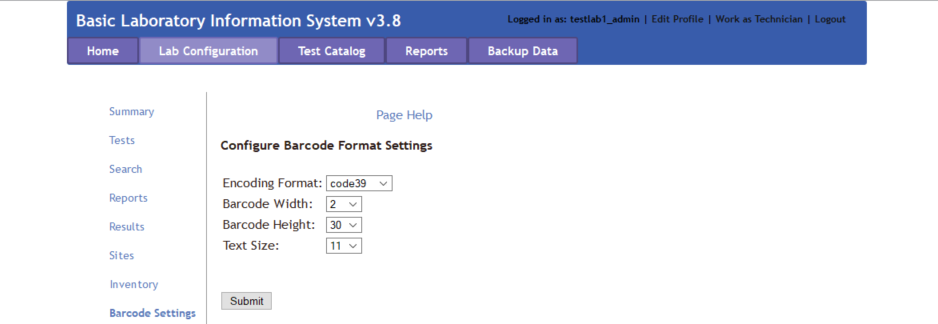 Basic Laboratory Information System v3.8
Logged in as: testlab1_admin | Edit Profile | Work as Technician | Logout
Home Lab Configuration Test Catalog Reports Backup Data
Summary
Tests
Search
Reports
Results
Sites
Inventory
Barcode Settings
Page Help
Configure Barcode Format Settings
Encoding Format: code39
Barcode Width: 2
Barcode Height: 30
Text Size: 11
Submit